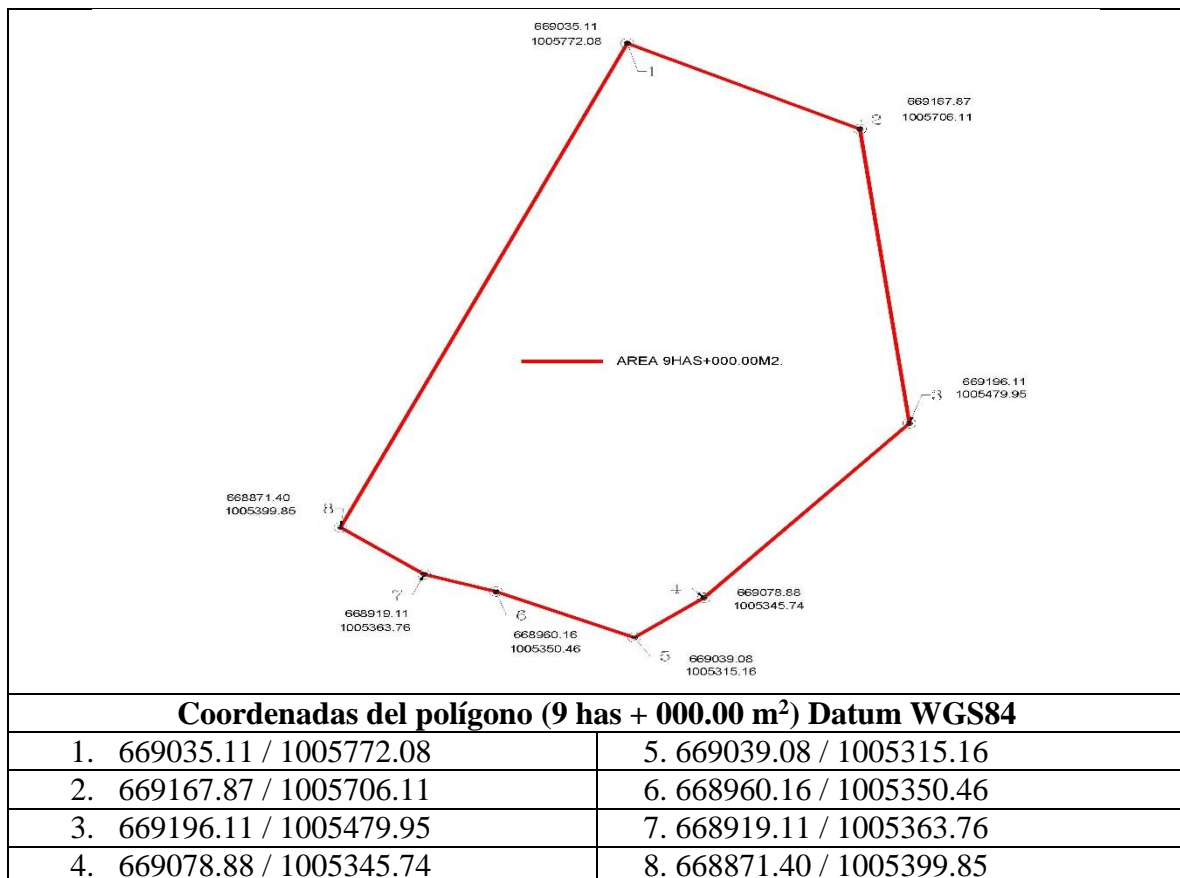 669035.11
1005772.08
1
669167.87
2
1005706.11
AREA 9HAS+000.00M2.
669196.11
3
1005479.95
668871.40
8
1005399.85
7
668919.11
1005363.76
6
668960.16
1005350.46
4
669078.88
1005345.74
5
669039.08
1005315.16
Coordenadas del polígono (9 has + 000.00 m²) Datum WGS84
1. 669035.11 / 1005772.08
5. 669039.08 / 1005315.16
2. 669167.87 / 1005706.11
6. 668960.16 / 1005350.46
3. 669196.11 / 1005479.95
7. 668919.11 / 1005363.76
4. 669078.88 / 1005345.74
8. 668871.40 / 1005399.85